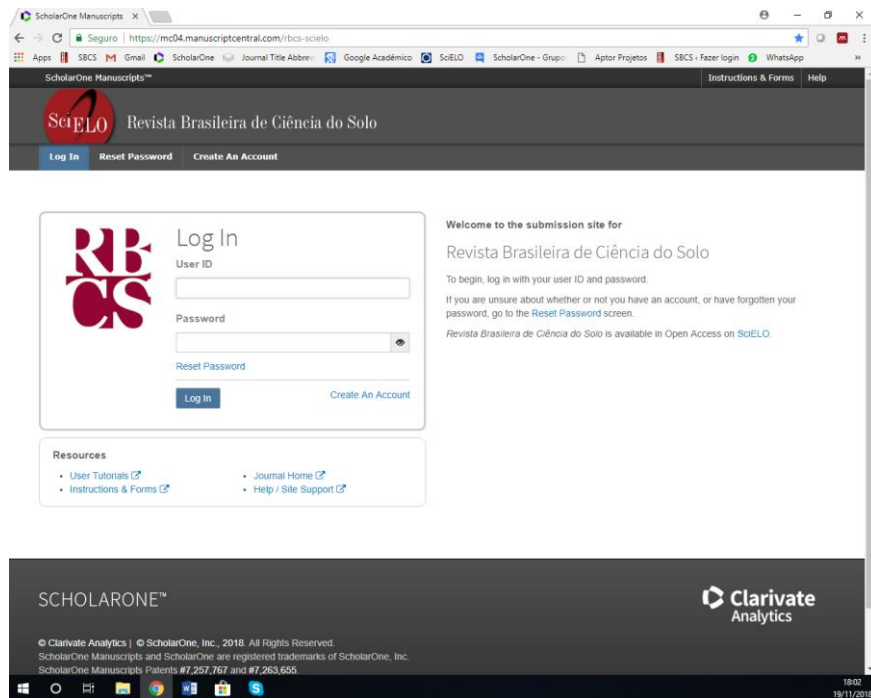 ScholarOne Manuscripts
Seguro | https://mc04.manuscriptcentral.com/rbcs-scielo
Apps SBCS Gmail ScholarOne Journal Title Abbrev Google Acadêmico SciELO ScholarOne - Grupo Aptor Projetos SBCS ‹ Fazer login WhatsApp »
ScholarOne Manuscripts™ Instructions & Forms Help
SciELO Revista Brasileira de Ciência do Solo
Log In Reset Password Create An Account
RB
CS
Log In
User ID
Password
Reset Password
Log In Create An Account
Resources
User Tutorials
Journal Home
Instructions & Forms
Help / Site Support
Welcome to the submission site for
Revista Brasileira de Ciência do Solo
To begin, log in with your user ID and password.
If you are unsure about whether or not you have an account, or have forgotten your
password, go to the Reset Password screen.
Revista Brasileira de Ciência do Solo is available in Open Access on SciELO.
SCHOLARONE™
Clarivate
Analytics
© Clarivate Analytics | © ScholarOne, Inc., 2018. All Rights Reserved.
ScholarOne Manuscripts and ScholarOne are registered trademarks of ScholarOne, Inc.
ScholarOne Manuscripts Patents #7,257,767 and #7,263,655.
18:02
19/11/2018